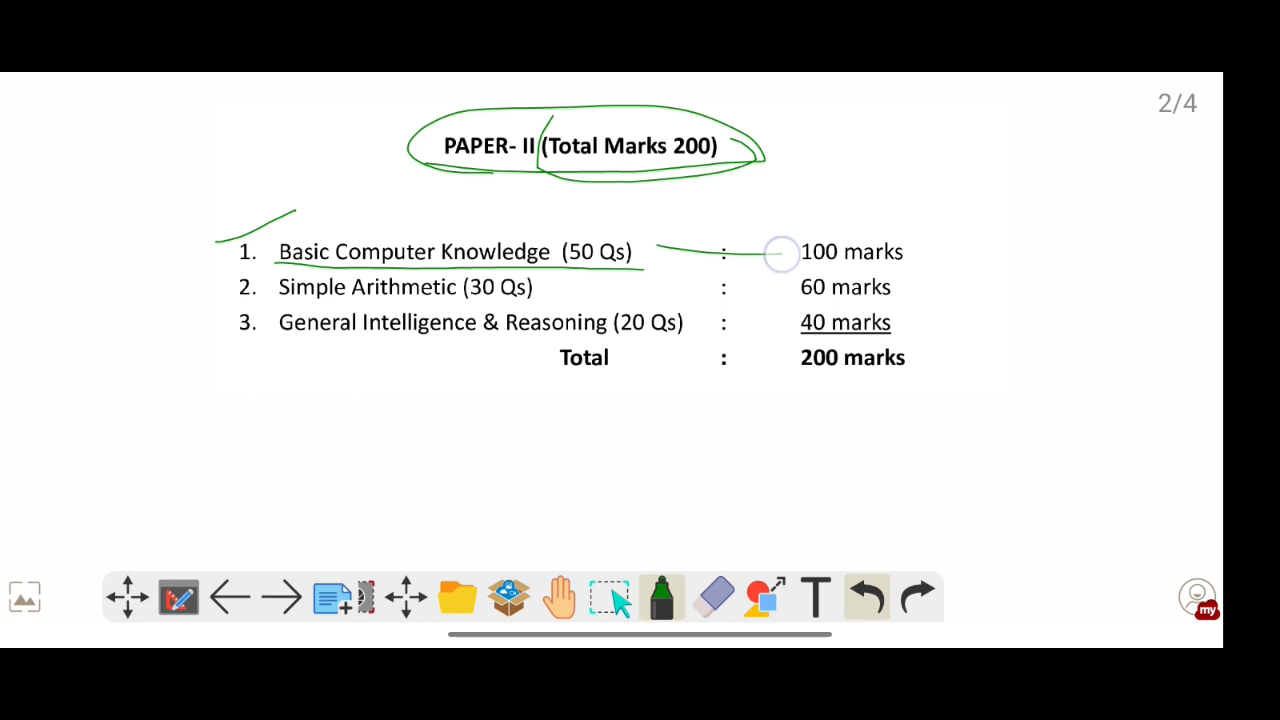 2/4
PAPER- II (Total Marks 200)
1. Basic Computer Knowledge (50 Qs) : 100 marks
2. Simple Arithmetic (30 Qs) : 60 marks
3. General Intelligence & Reasoning (20 Qs) : 40 marks
Total : 200 marks
T
my